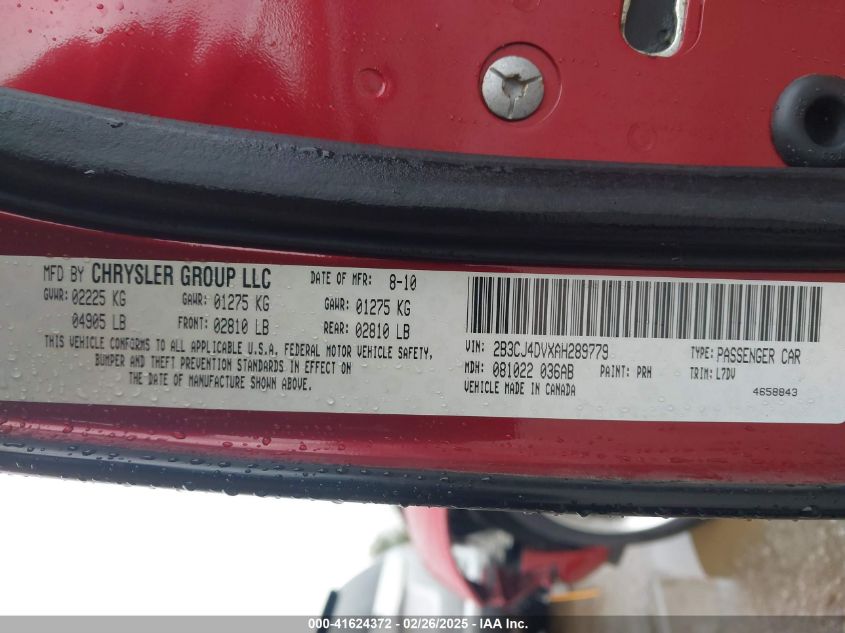 MFD BY CHRYSLER GROUP LLC DATE OF MFR: 8-10
GVWR: 02225 KG GAWR: 01275 KG GAWR: 01275 KG
04905 LB FRONT: 02810 LB REAR: 02810 LB
THIS VEHICLE CONFORMS TO ALL APPLICABLE U.S.A. FEDERAL MOTOR VEHICLE SAFETY,
BUMPER AND THEFT PREVENTION STANDARDS IN EFFECT ON
THE DATE OF MANUFACTURE SHOWN ABOVE.
VIN: 2B3CJ4DVXAH289779 TYPE: PASSENGER CAR
MDH: 081022 036AB PAINT: PRH TRIM: L7DV
VEHICLE MADE IN CANADA 4658843
000-41624372 - 02/26/2025 - IAA Inc.